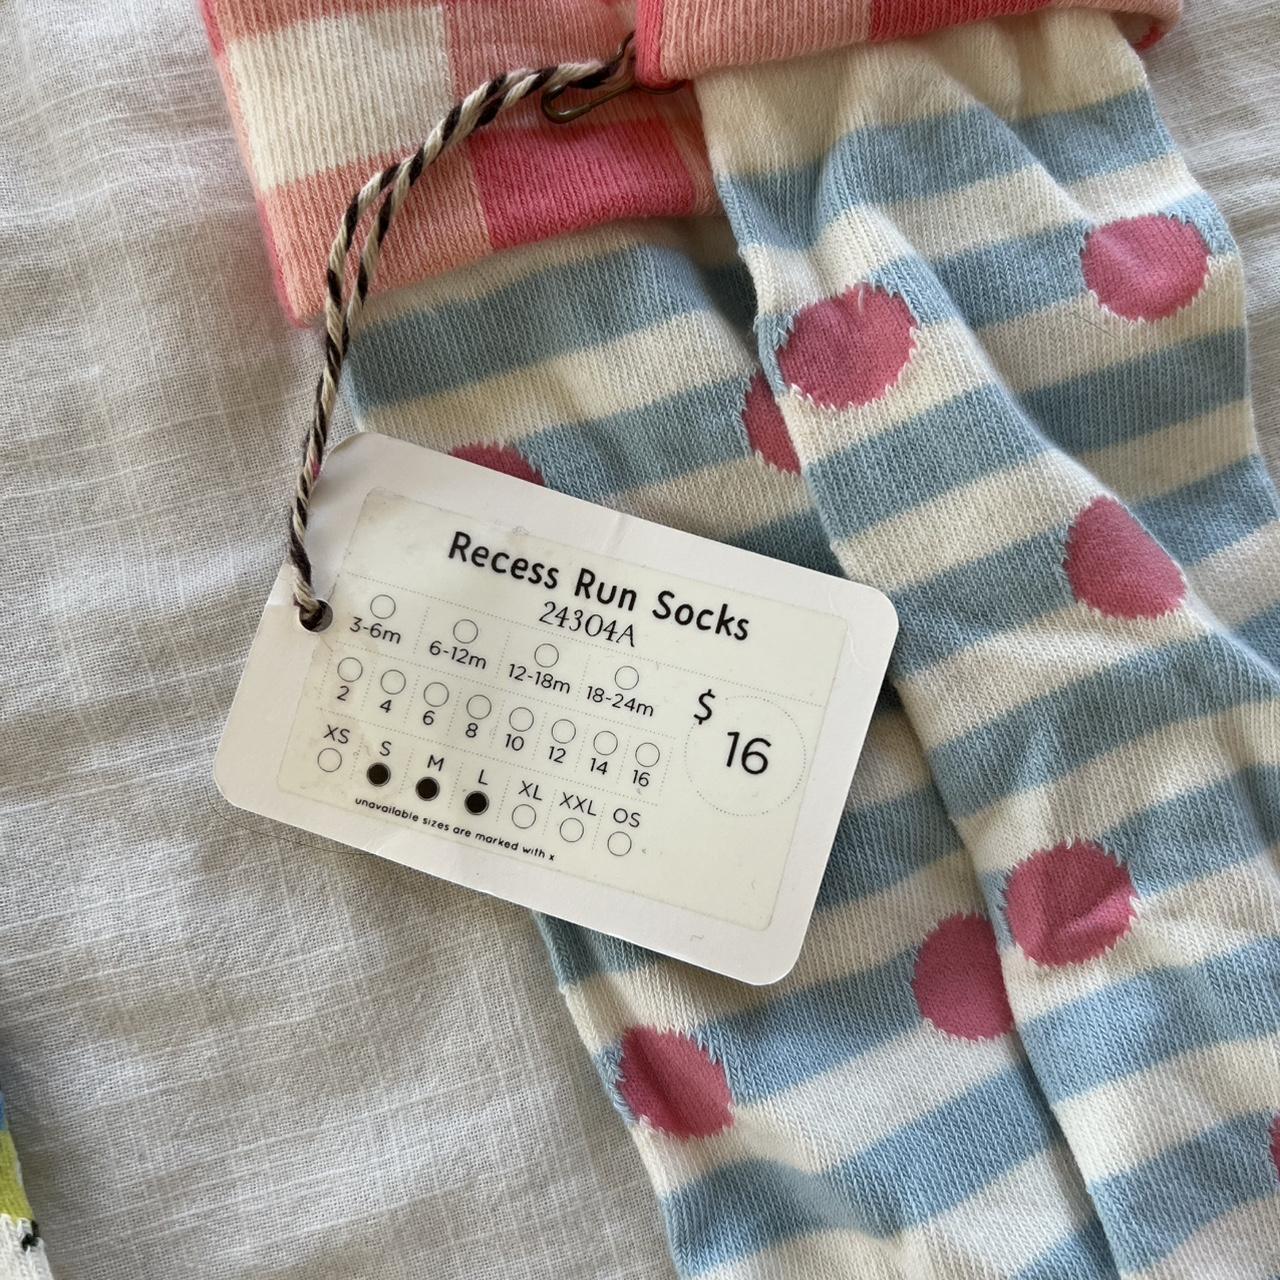 Recess Run Socks
24304A
3-6m 6-12m 12-18m 18-24m
$ 16
2 4 6 8 10 12 14 16
XS S M L XL XXL OS
unavailable sizes are marked with x